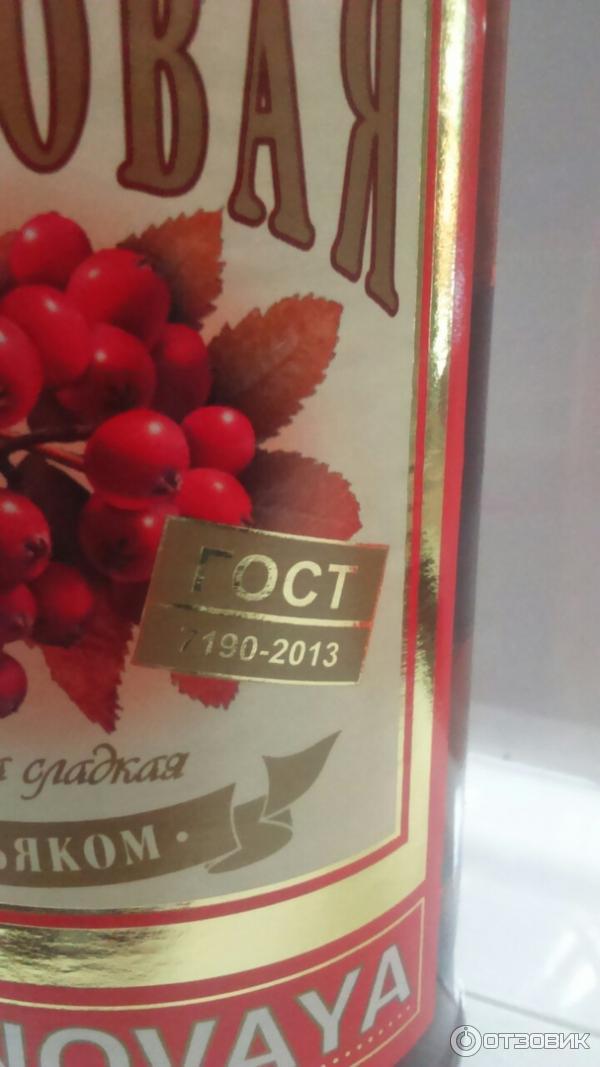 ОВАЯ
ГОСТ
7190-2013
я сладкая
ЬЯКОМ •
NOVAYA
ОТЗОВИК